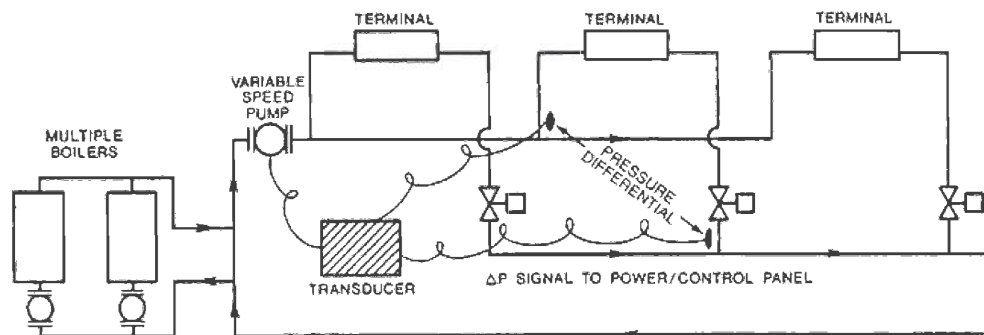 TERMINAL
TERMINAL
TERMINAL
VARIABLE
SPEED
PUMP
MULTIPLE
BOILERS
PRESSURE
DIFFERENTIAL
TRANSDUCER
ΔP SIGNAL TO POWER/CONTROL PANEL